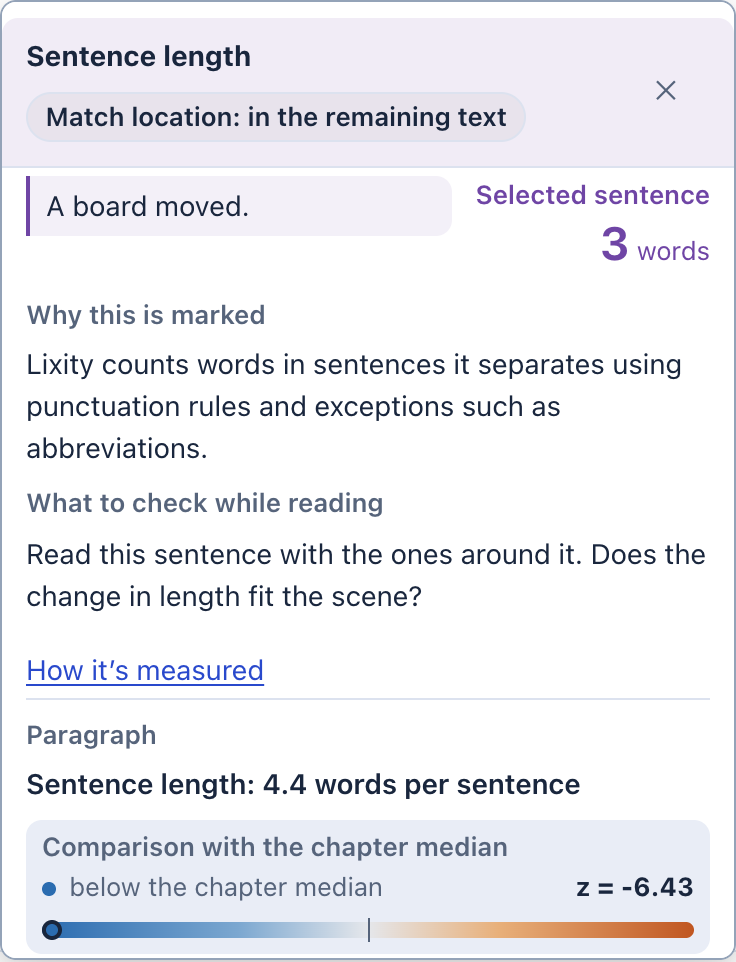 Sentence length
Match location: in the remaining text
A board moved.
Selected sentence
3 words
Why this is marked
Lixity counts words in sentences it separates using
punctuation rules and exceptions such as
abbreviations.
What to check while reading
Read this sentence with the ones around it. Does the
change in length fit the scene?
How it’s measured
Paragraph
Sentence length: 4.4 words per sentence
Comparison with the chapter median
below the chapter median
z = -6.43